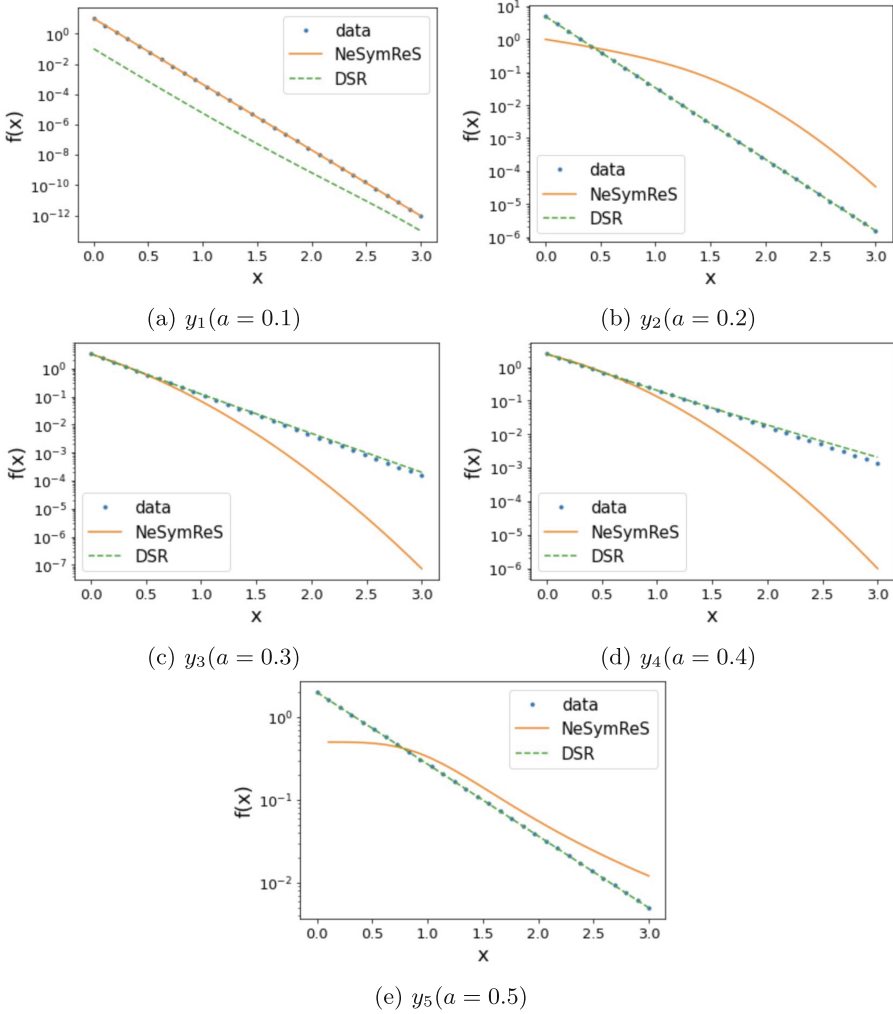 10^0
10^-2
10^-4
10^-6
10^-8
10^-10
10^-12
f(x)
0.0 0.5 1.0 1.5 2.0 2.5 3.0
x
data
NeSymReS
DSR
(a) y_1(a = 0.1)
10^1
10^0
10^-1
10^-2
10^-3
10^-4
10^-5
10^-6
f(x)
0.0 0.5 1.0 1.5 2.0 2.5 3.0
x
data
NeSymReS
DSR
(b) y_2(a = 0.2)
10^0
10^-1
10^-2
10^-3
10^-4
10^-5
10^-6
10^-7
f(x)
0.0 0.5 1.0 1.5 2.0 2.5 3.0
x
data
NeSymReS
DSR
(c) y_3(a = 0.3)
10^0
10^-1
10^-2
10^-3
10^-4
10^-5
10^-6
f(x)
0.0 0.5 1.0 1.5 2.0 2.5 3.0
x
data
NeSymReS
DSR
(d) y_4(a = 0.4)
10^0
10^-1
10^-2
f(x)
0.0 0.5 1.0 1.5 2.0 2.5 3.0
x
data
NeSymReS
DSR
(e) y_5(a = 0.5)